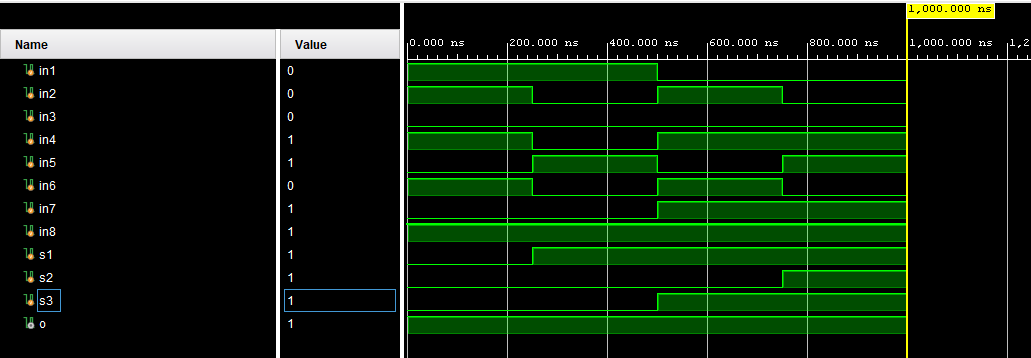 1,000.000 ns
Name Value
0.000 ns 200.000 ns 400.000 ns 600.000 ns 800.000 ns 1,000.000 ns 1,2
in1 0
in2 0
in3 0
in4 1
in5 1
in6 0
in7 1
in8 1
s1 1
s2 1
s3 1
o 1